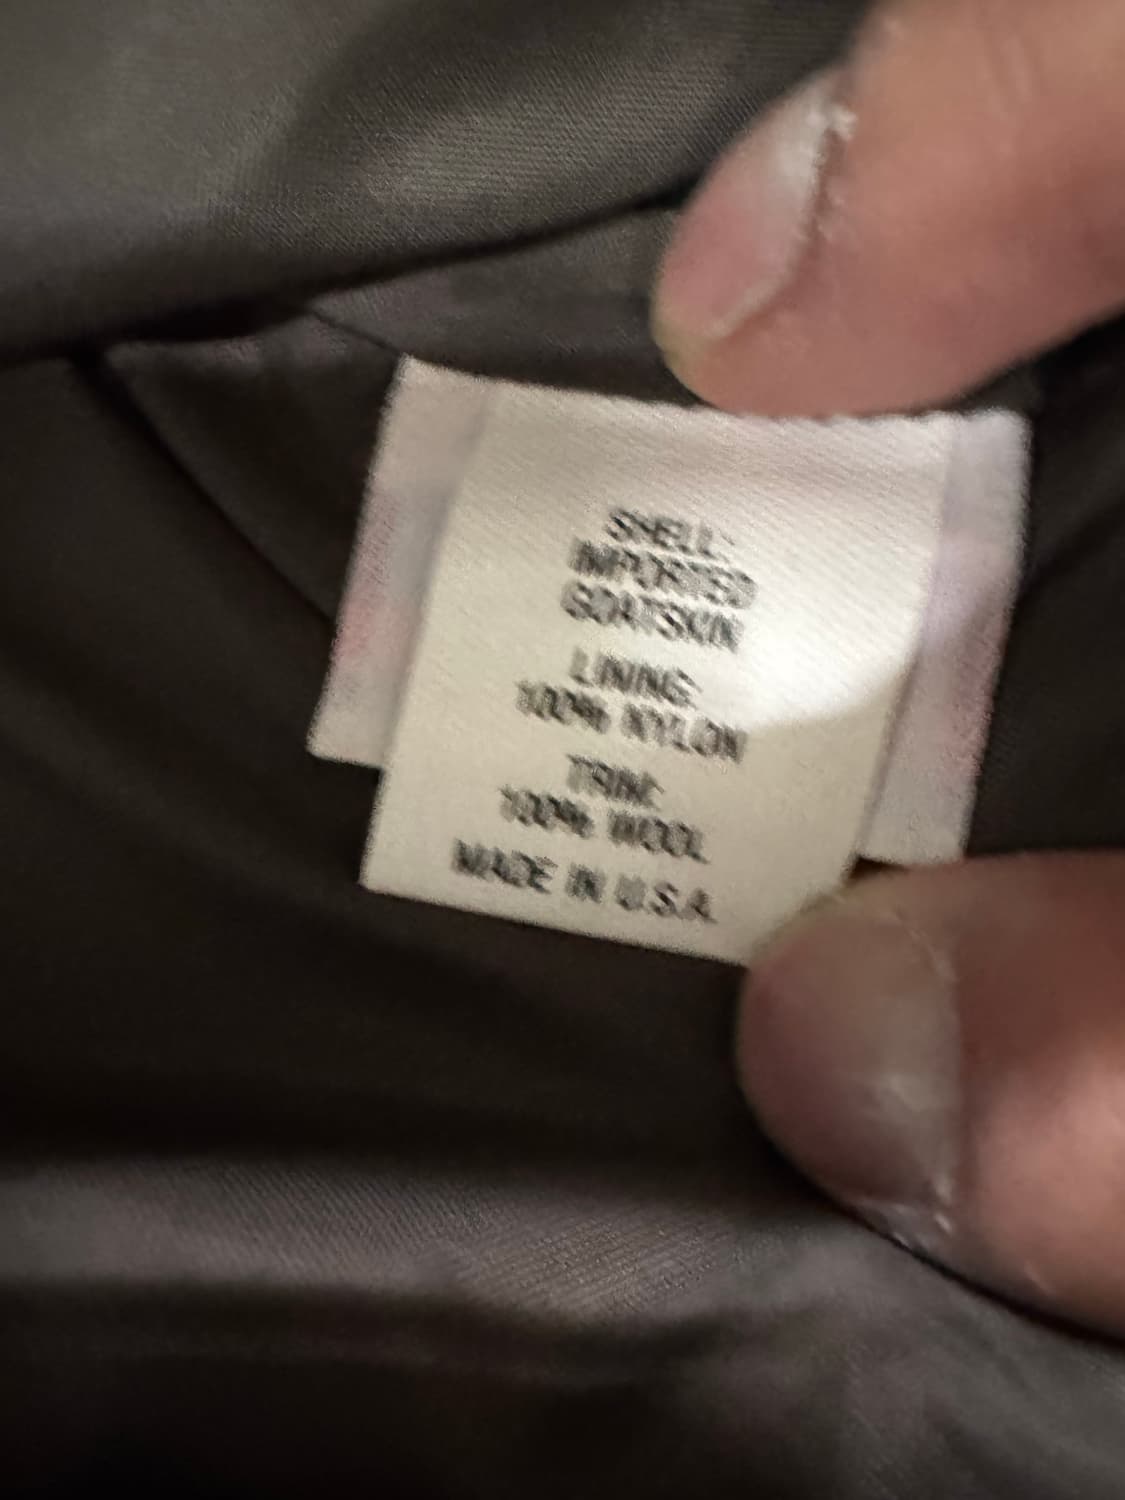 SHELL:
IMPORTED
GOATSKIN
LINING:
100% NYLON
TRIM:
100% WOOL
MADE IN U.S.A.